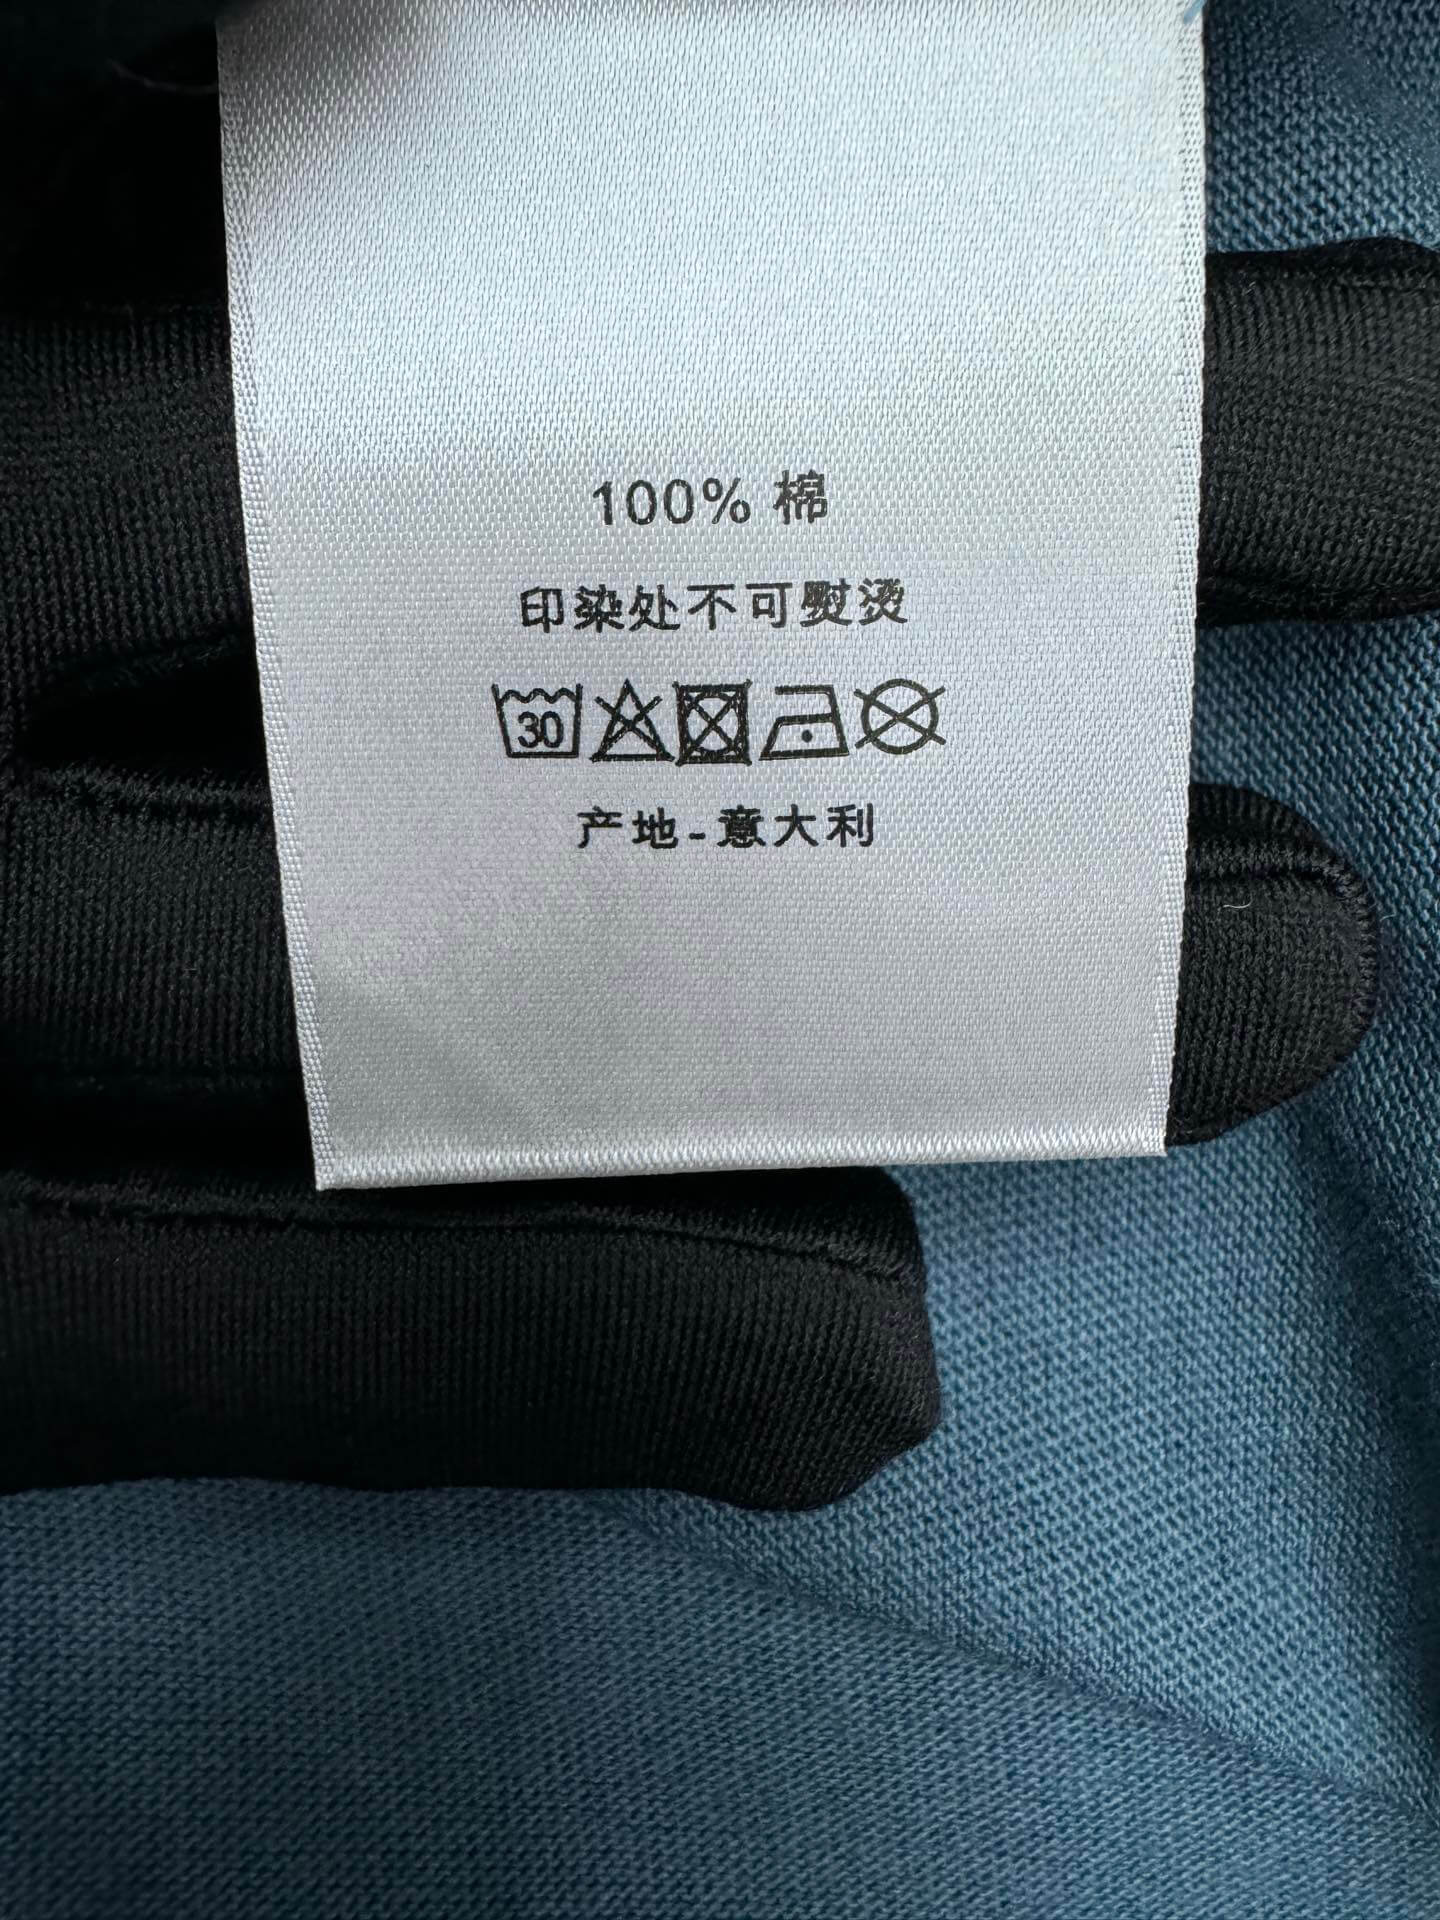 100% 棉
印染处不可熨烫
30
产地-意大利